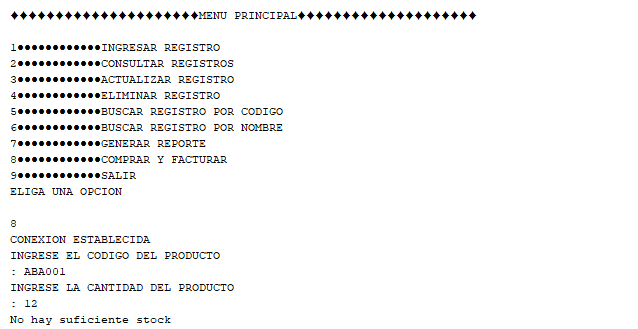 ♦♦♦♦♦♦♦♦♦♦♦♦♦♦♦♦♦♦♦♦♦MENU PRINCIPAL♦♦♦♦♦♦♦♦♦♦♦♦♦♦♦♦♦♦♦♦
1●●●●●●●●●●●●INGRESAR REGISTRO
2●●●●●●●●●●●●CONSULTAR REGISTROS
3●●●●●●●●●●●●ACTUALIZAR REGISTRO
4●●●●●●●●●●●●ELIMINAR REGISTRO
5●●●●●●●●●●●●BUSCAR REGISTRO POR CODIGO
6●●●●●●●●●●●●BUSCAR REGISTRO POR NOMBRE
7●●●●●●●●●●●●GENERAR REPORTE
8●●●●●●●●●●●●COMPRAR Y FACTURAR
9●●●●●●●●●●●●SALIR
ELIGA UNA OPCION
8
CONEXION ESTABLECIDA
INGRESE EL CODIGO DEL PRODUCTO
: ABA001
INGRESE LA CANTIDAD DEL PRODUCTO
: 12
No hay suficiente stock